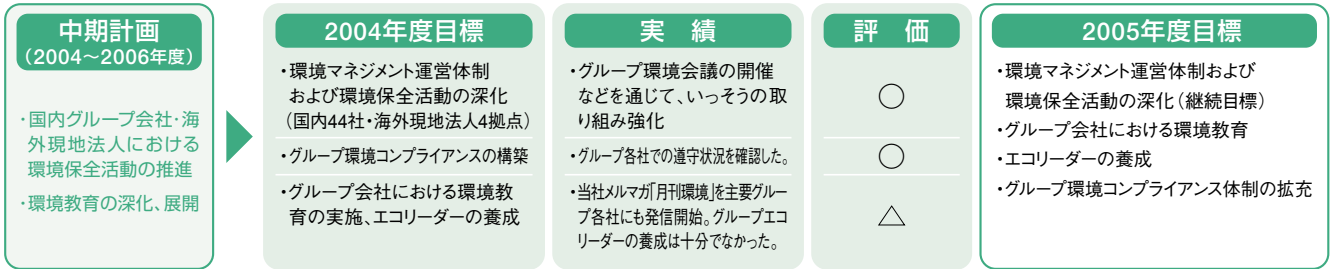 中期計画
(2004〜2006年度)
・国内グループ会社・海
外現地法人における
環境保全活動の推進
・環境教育の深化、展開
2004年度目標
・環境マネジメント運営体制
および環境保全活動の深化
(国内44社・海外現地法人4拠点)
・グループ環境コンプライアンスの構築
・グループ会社における環境教
育の実施、エコリーダーの養成
実 績
・グループ環境会議の開催
などを通じて、いっそうの取
り組み強化
・グループ各社での遵守状況を確認した。
・当社メルマガ「月刊環境」を主要グルー
プ各社にも発信開始。グループエコ
リーダーの養成は十分でなかった。
評 価
○
○
△
2005年度目標
・環境マネジメント運営体制および
環境保全活動の深化(継続目標)
・グループ会社における環境教育
・エコリーダーの養成
・グループ環境コンプライアンス体制の拡充